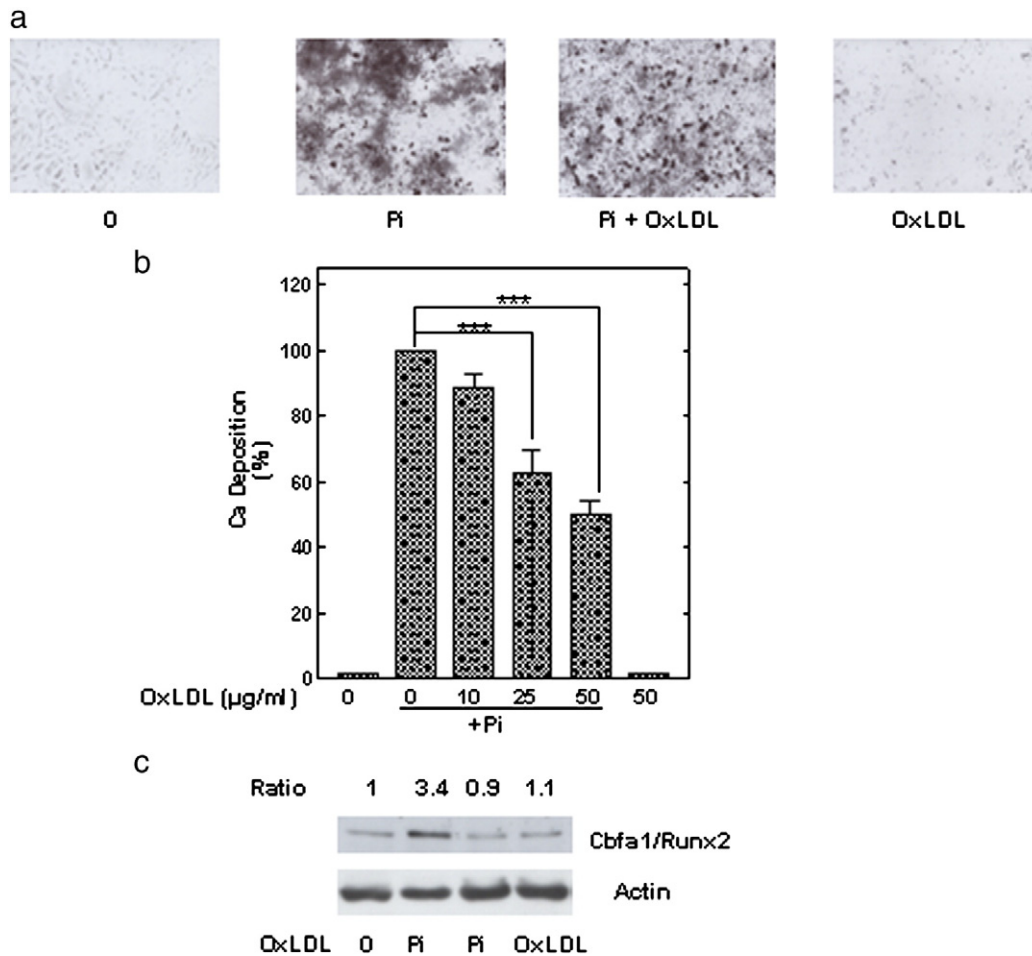 a
0 Pi Pi + OxLDL OxLDL
b
120
100
80
60
40
20
0
Ca Deposition
(%)
***
***
OxLDL (µg/ml) 0 0 10 25 50 50
+Pi
c
Ratio 1 3.4 0.9 1.1
Cbfa1/Runx2
Actin
OxLDL 0 Pi Pi OxLDL